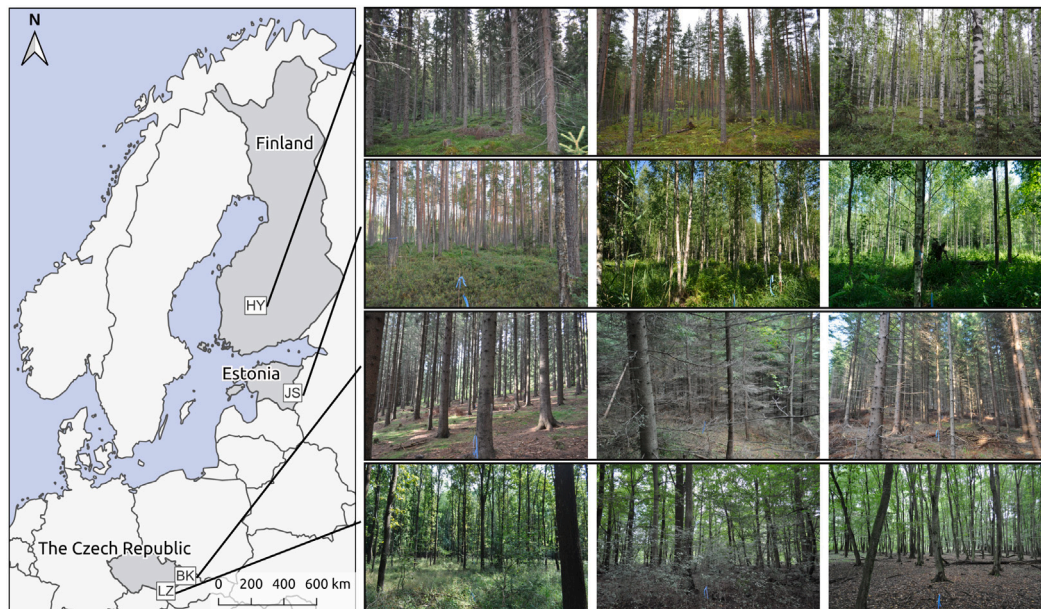 N
Finland
HY
Estonia
JS
The Czech Republic
BK
LZ
0 200 400 600 km